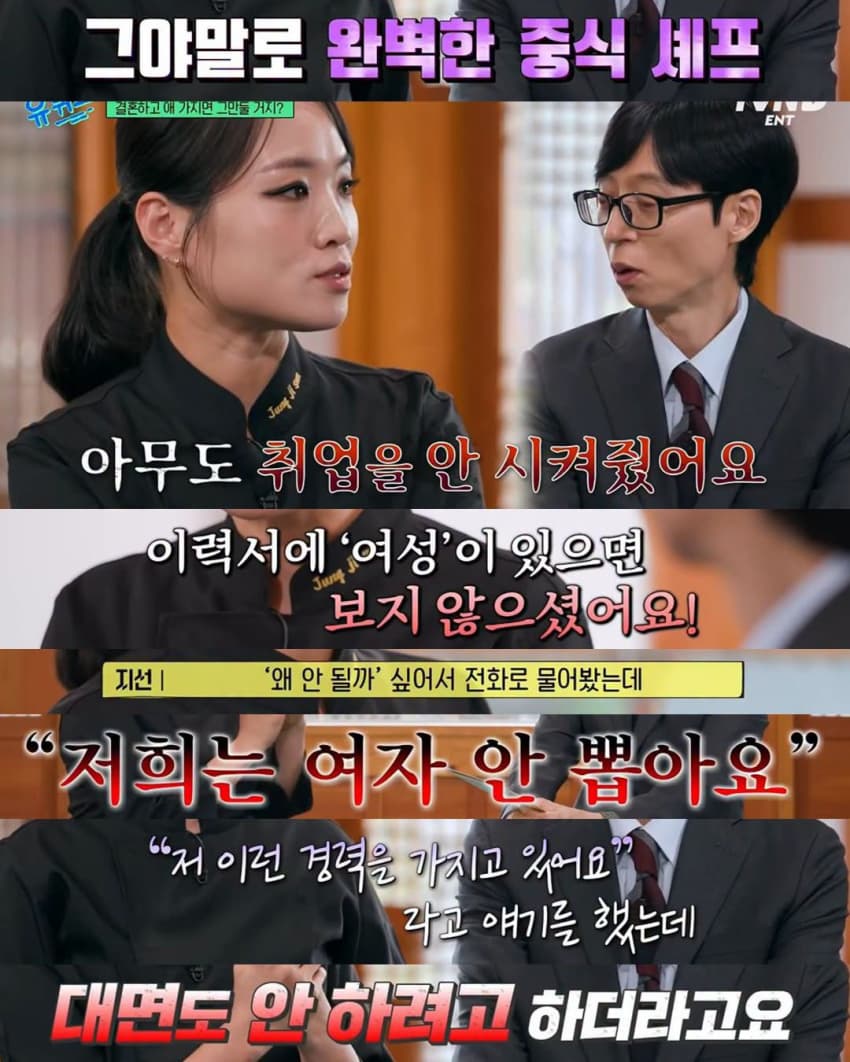 그야말로 완벽한 중식 셰프
유퀴즈
결혼하고 애 가지면 그만둘 거지?
tvN D
ENT
Jung Ji Sun
아무도 취업을 안 시켜줬어요
이력서에 '여성'이 있으면
Jung Ji
보지 않으셨어요!
지선 | '왜 안 될까' 싶어서 전화로 물어봤는데
“저희는 여자 안 뽑아요”
“저 이런 경력을 가지고 있어요”
라고 얘기를 했는데
대면도 안 하려고 하더라고요